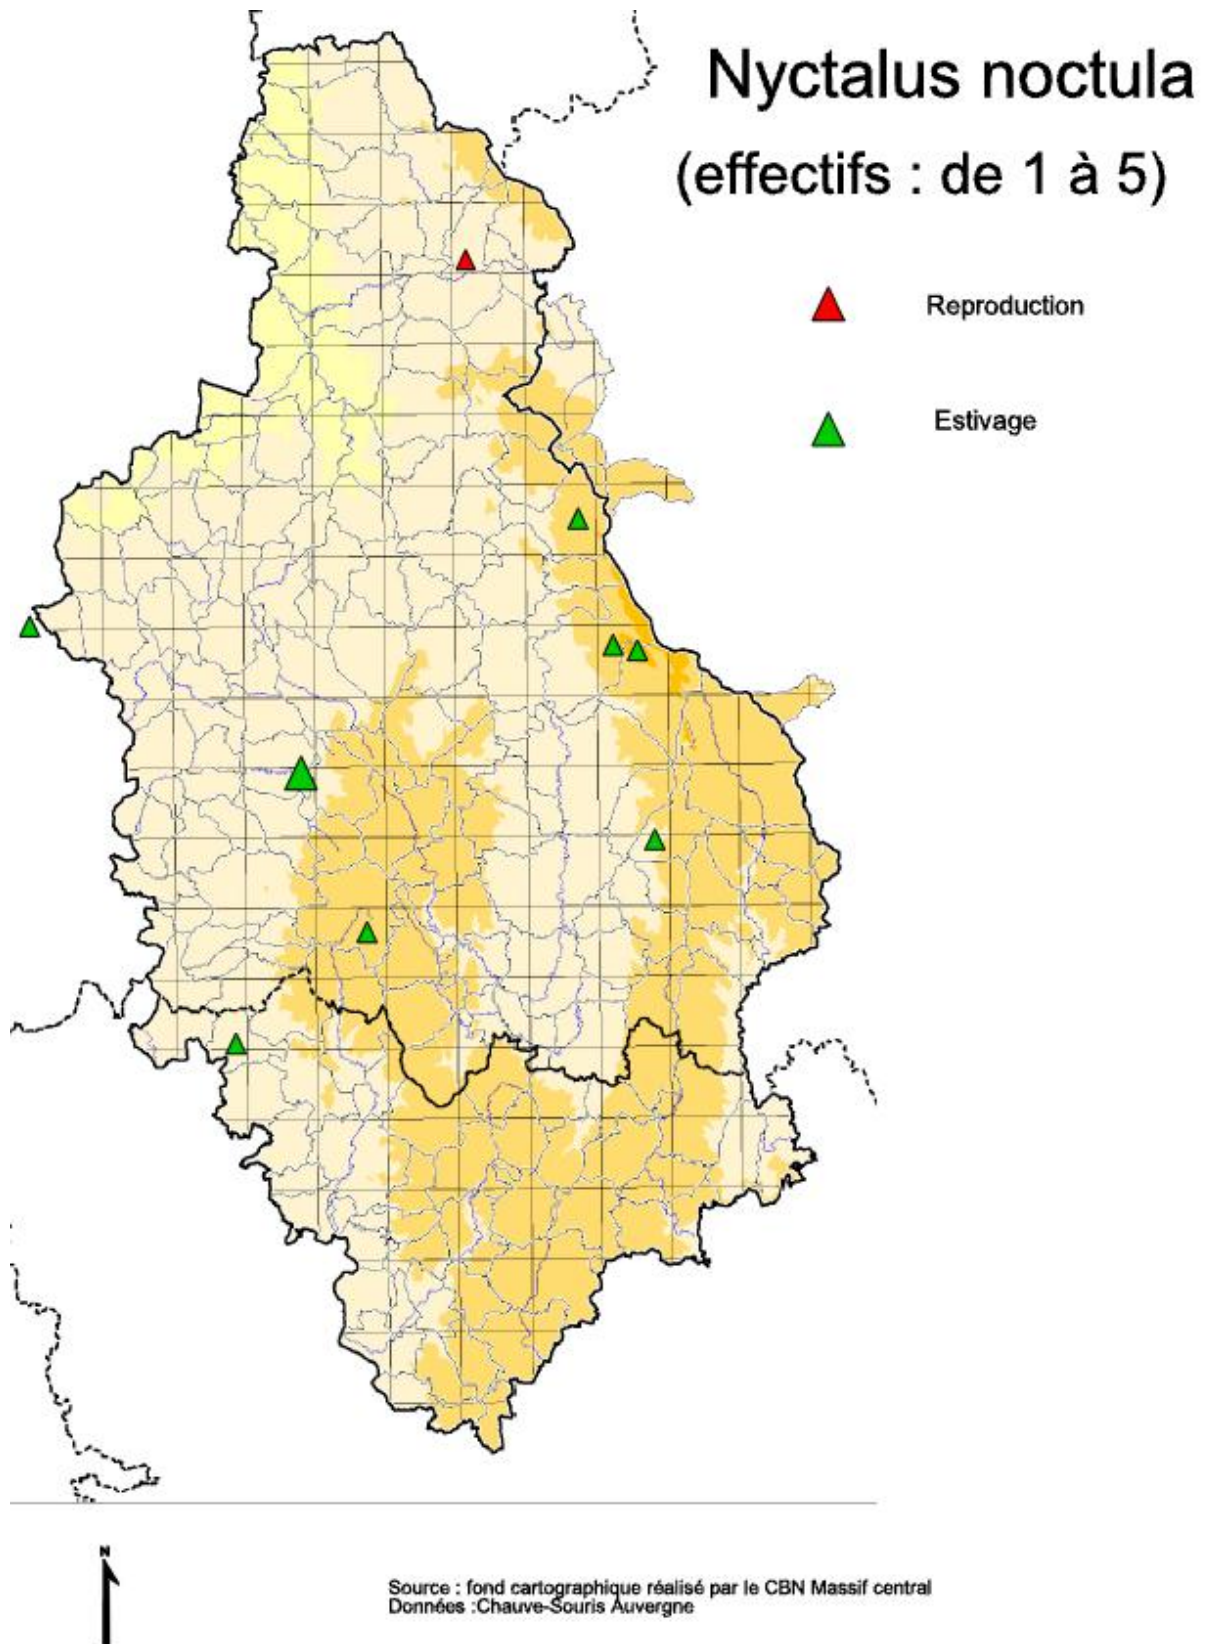 Nyctalus noctula
(effectifs : de 1 à 5)
Reproduction
Estivage
N
Source : fond cartographique réalisé par le CBN Massif central
Données :Chauve-Souris Auvergne